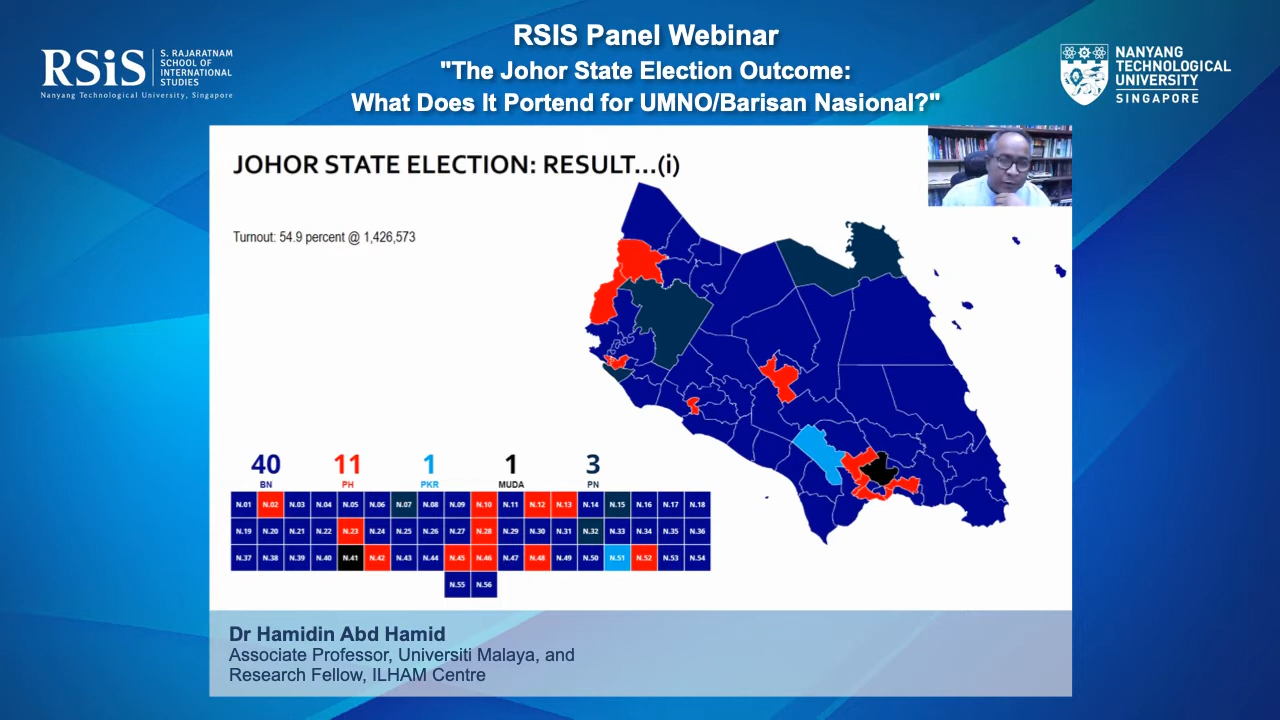 RSiS
S. RAJARATNAM
SCHOOL OF
INTERNATIONAL
STUDIES
Nanyang Technological University, Singapore
RSIS Panel Webinar
"The Johor State Election Outcome:
What Does It Portend for UMNO/Barisan Nasional?"
NANYANG
TECHNOLOGICAL
UNIVERSITY
SINGAPORE
JOHOR STATE ELECTION: RESULT...(i)
Turnout: 54.9 percent @ 1,426,573
40 11 1 1 3
BN PH PKR MUDA PN
N.01 N.02 N.03 N.04 N.05 N.06 N.07 N.08 N.09 N.10 N.11 N.12 N.13 N.14 N.15 N.16 N.17 N.18
N.19 N.20 N.21 N.22 N.23 N.24 N.25 N.26 N.27 N.28 N.29 N.30 N.31 N.32 N.33 N.34 N.35 N.36
N.37 N.38 N.39 N.40 N.41 N.42 N.43 N.44 N.45 N.46 N.47 N.48 N.49 N.50 N.51 N.52 N.53 N.54
N.55 N.56
Dr Hamidin Abd Hamid
Associate Professor, Universiti Malaya, and
Research Fellow, ILHAM Centre